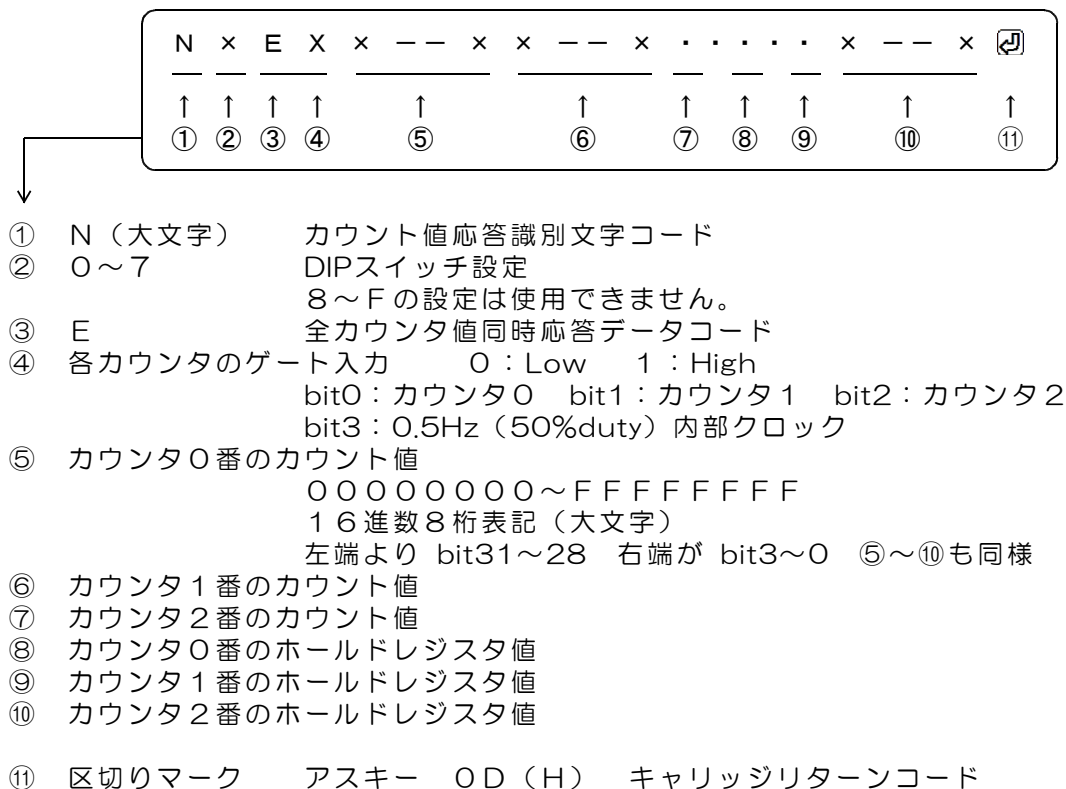 N × E X × －－ × × －－ × ・・・・・ × －－ × ↵
↑ ↑ ↑ ↑ ↑ ↑ ↑ ↑ ↑ ↑ ↑
① ② ③ ④ ⑤ ⑥ ⑦ ⑧ ⑨ ⑩ ⑪
① N（大文字） カウント値応答識別文字コード
② 0～7 DIPスイッチ設定
8～Fの設定は使用できません。
③ E 全カウンタ値同時応答データコード
④ 各カウンタのゲート入力 0：Low 1：High
bit0：カウンタ0 bit1：カウンタ1 bit2：カウンタ2
bit3：0.5Hz（50%duty）内部クロック
⑤ カウンタ0番のカウント値
00000000～FFFFFFFF
16進数8桁表記（大文字）
左端より bit31～28 右端が bit3～0 ⑤～⑩も同様
⑥ カウンタ1番のカウント値
⑦ カウンタ2番のカウント値
⑧ カウンタ0番のホールドレジスタ値
⑨ カウンタ1番のホールドレジスタ値
⑩ カウンタ2番のホールドレジスタ値
⑪ 区切りマーク アスキー 0D（H） キャリッジリターンコード